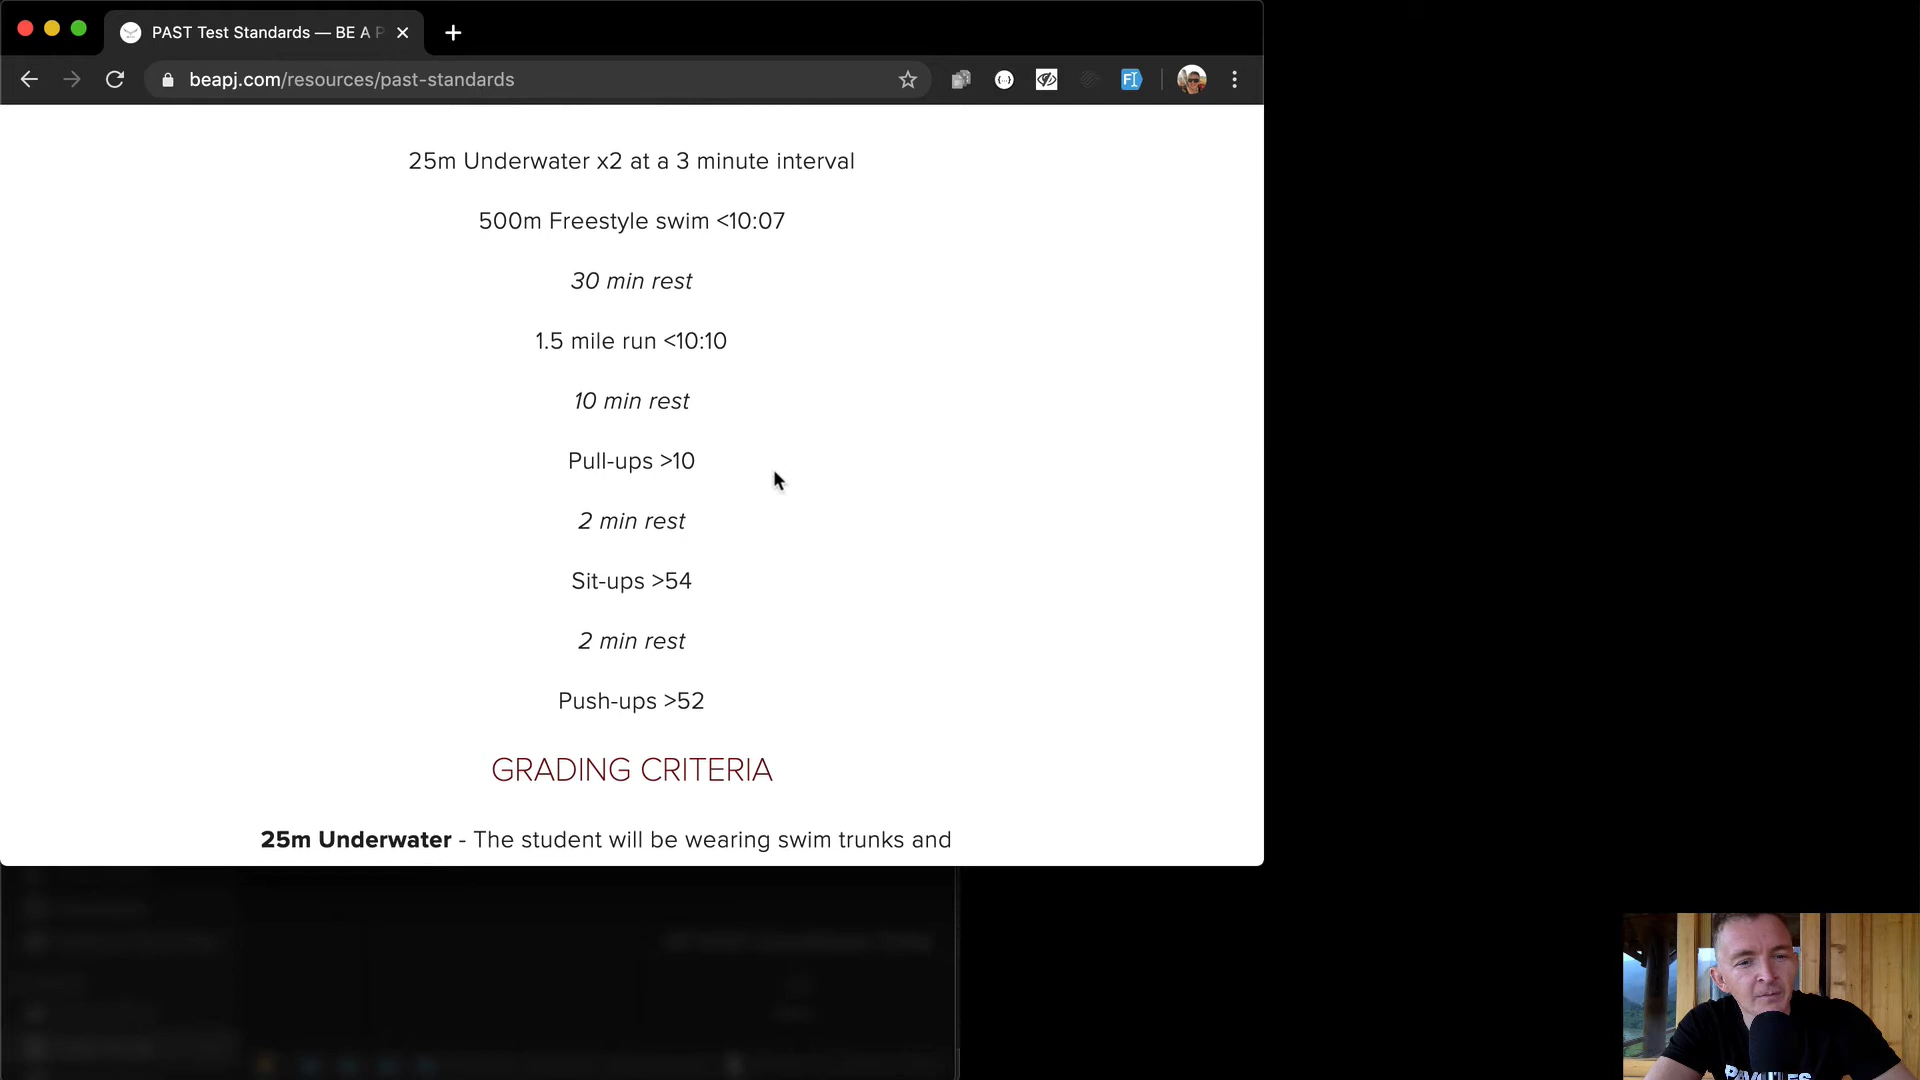 PAST Test Standards — BE A P
beapj.com/resources/past-standards
25m Underwater x2 at a 3 minute interval
500m Freestyle swim <10:07
30 min rest
1.5 mile run <10:10
10 min rest
Pull-ups >10
2 min rest
Sit-ups >54
2 min rest
Push-ups >52
GRADING CRITERIA
25m Underwater - The student will be wearing swim trunks and